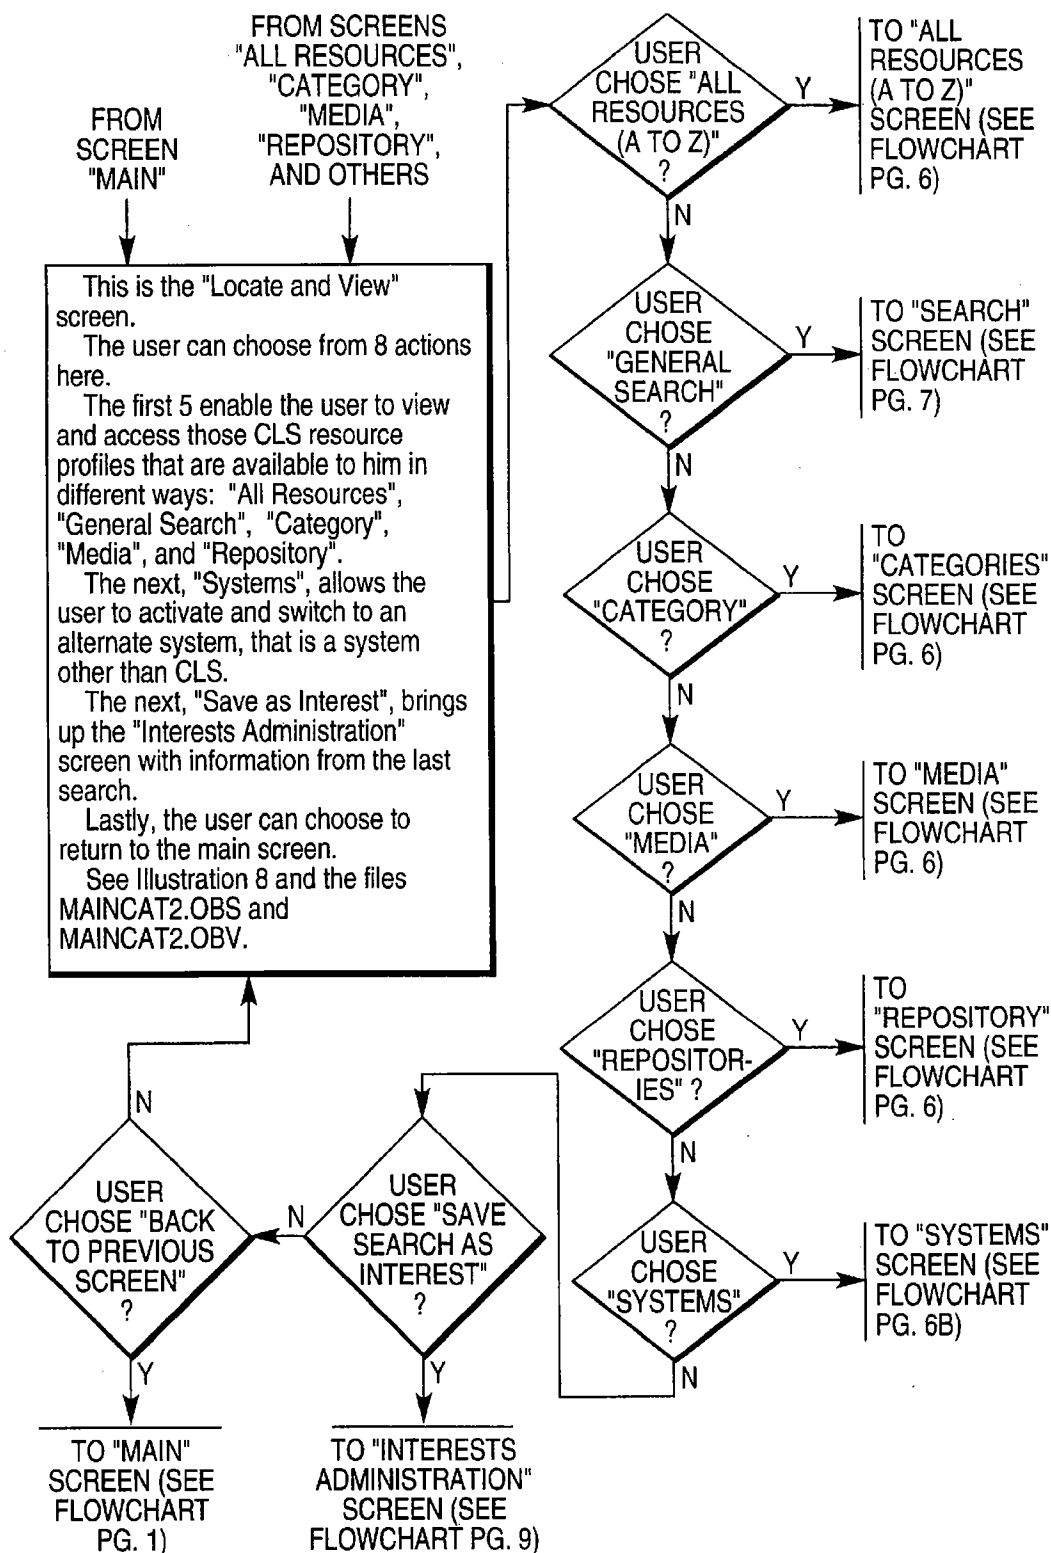 FROM
SCREEN
"MAIN"
FROM SCREENS
"ALL RESOURCES",
"CATEGORY",
"MEDIA",
"REPOSITORY",
AND OTHERS
This is the "Locate and View"
screen.
The user can choose from 8 actions
here.
The first 5 enable the user to view
and access those CLS resource
profiles that are available to him in
different ways: "All Resources",
"General Search", "Category",
"Media", and "Repository".
The next, "Systems", allows the
user to activate and switch to an
alternate system, that is a system
other than CLS.
The next, "Save as Interest", brings
up the "Interests Administration"
screen with information from the last
search.
Lastly, the user can choose to
return to the main screen.
See Illustration 8 and the files
MAINCAT2.OBS and
MAINCAT2.OBV.
USER
CHOSE "ALL
RESOURCES
(A TO Z)"
?
Y
TO "ALL
RESOURCES
(A TO Z)"
SCREEN (SEE
FLOWCHART
PG. 6)
N
USER
CHOSE
"GENERAL
SEARCH"
?
Y
TO "SEARCH"
SCREEN (SEE
FLOWCHART
PG. 7)
N
USER
CHOSE
"CATEGORY"
?
Y
TO
"CATEGORIES"
SCREEN (SEE
FLOWCHART
PG. 6)
N
USER
CHOSE
"MEDIA"
?
Y
TO "MEDIA"
SCREEN (SEE
FLOWCHART
PG. 6)
N
USER
CHOSE
"REPOSITOR-
IES" ?
Y
TO
"REPOSITORY"
SCREEN (SEE
FLOWCHART
PG. 6)
N
USER
CHOSE
"SYSTEMS"
?
Y
TO "SYSTEMS"
SCREEN (SEE
FLOWCHART
PG. 6B)
N
USER
CHOSE "SAVE
SEARCH AS
INTEREST"
?
Y
TO "INTERESTS
ADMINISTRATION"
SCREEN (SEE
FLOWCHART PG. 9)
N
USER
CHOSE "BACK
TO PREVIOUS
SCREEN"
?
N
Y
TO "MAIN"
SCREEN (SEE
FLOWCHART
PG. 1)